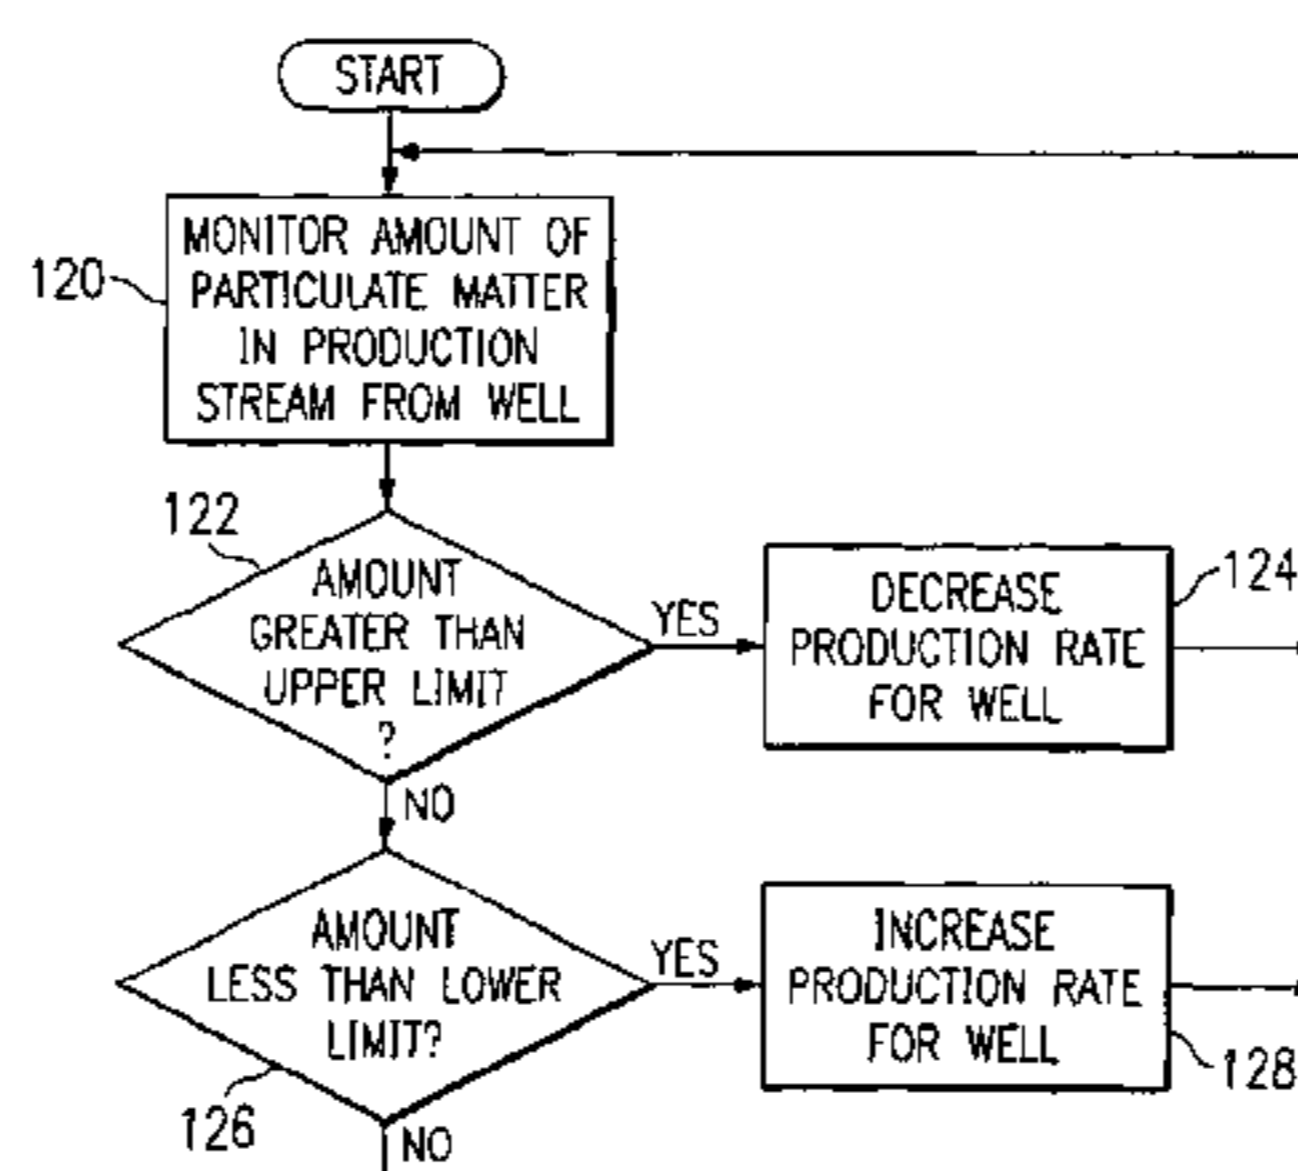 START
MONITOR AMOUNT OF
PARTICULATE MATTER
IN PRODUCTION
STREAM FROM WELL
120
122
AMOUNT
GREATER THAN
UPPER LIMIT
?
YES
DECREASE
PRODUCTION RATE
FOR WELL
124
NO
AMOUNT
LESS THAN LOWER
LIMIT?
126
YES
INCREASE
PRODUCTION RATE
FOR WELL
128
NO